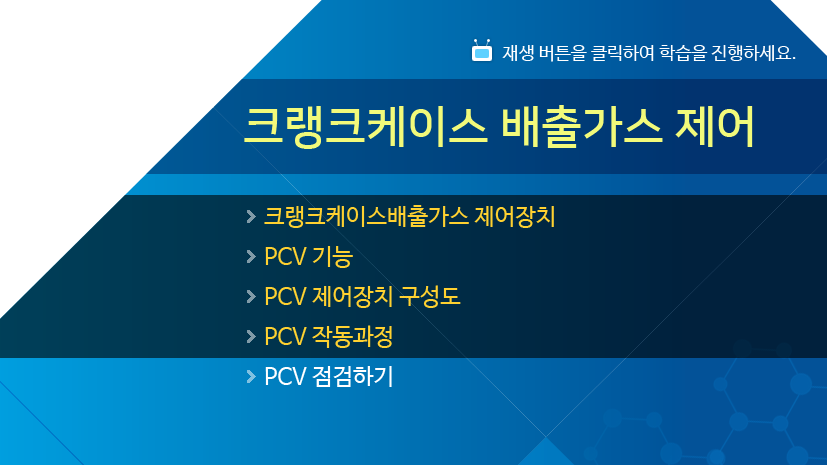 재생 버튼을 클릭하여 학습을 진행하세요.
크랭크케이스 배출가스 제어
크랭크케이스배출가스 제어장치
PCV 기능
PCV 제어장치 구성도
PCV 작동과정
PCV 점검하기